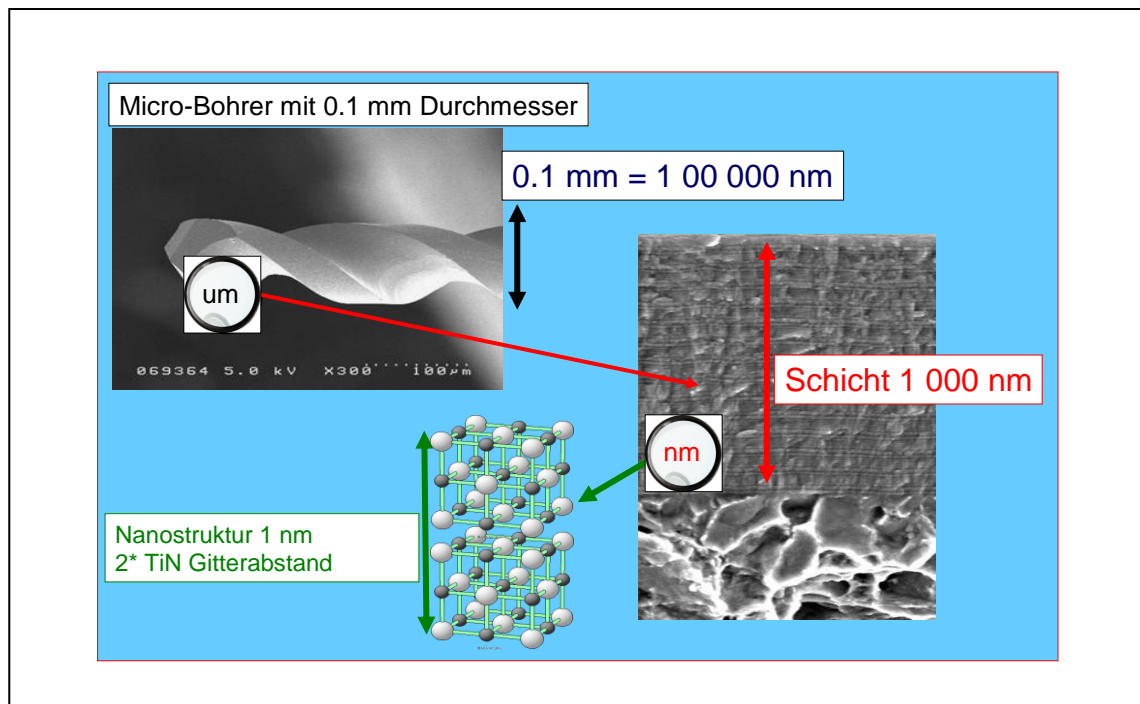 Micro-Bohrer mit 0.1 mm Durchmesser
0.1 mm = 1 00 000 nm
um
069364 5.0 kV X300 100µm
Schicht 1 000 nm
nm
Nanostruktur 1 nm
2* TiN Gitterabstand